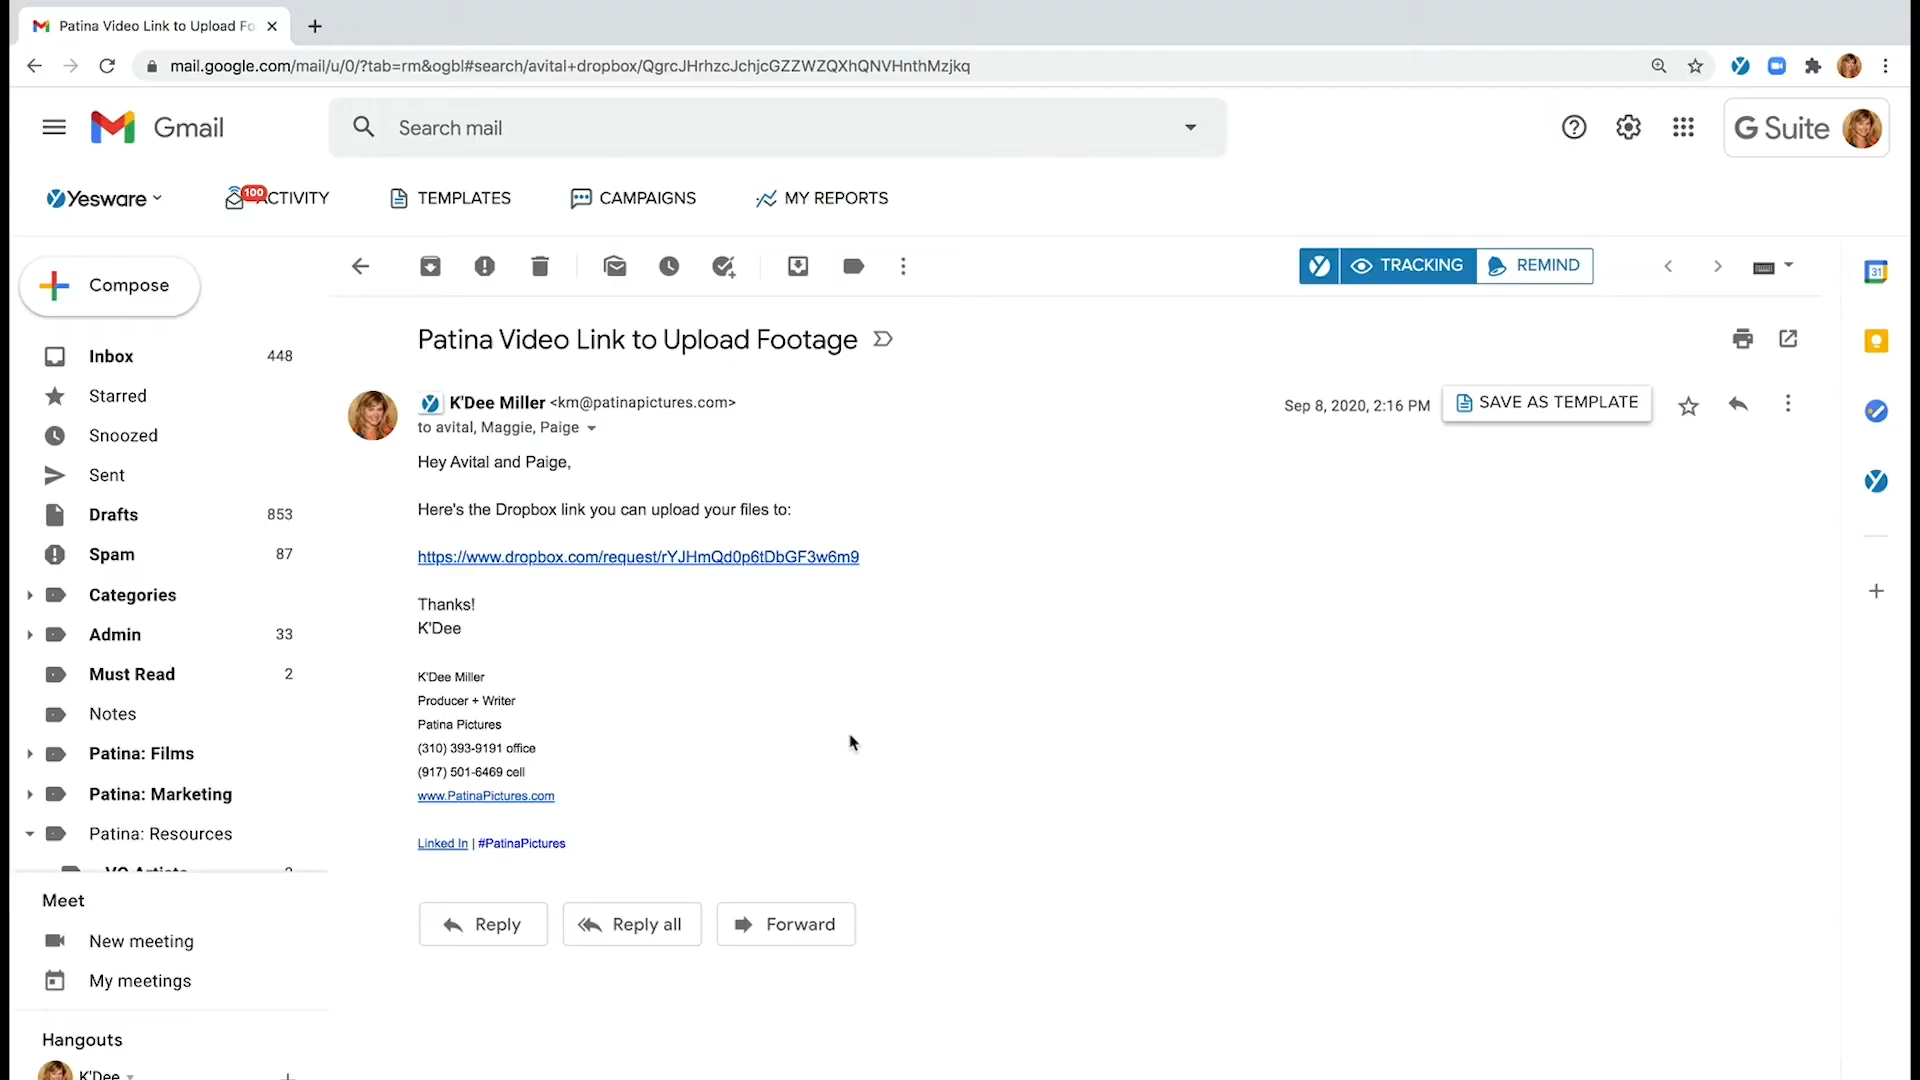 Patina Video Link to Upload Fo
mail.google.com/mail/u/0/?tab=rm&ogbl#search/avital+dropbox/QgrcJHrhzcJchjcGZZWZQXhQNVHnthMzjkq
Gmail
Search mail
G Suite
Yesware
100
CTIVITY
TEMPLATES
CAMPAIGNS
MY REPORTS
Compose
TRACKING
REMIND
31
Inbox 448
Starred
Snoozed
Sent
Drafts 853
Spam 87
Categories
Admin 33
Must Read 2
Notes
Patina: Films
Patina: Marketing
Patina: Resources
VO Artists 2
Meet
New meeting
My meetings
Hangouts
K'Dee
Patina Video Link to Upload Footage
K'Dee Miller <km@patinapictures.com>
to avital, Maggie, Paige
Sep 8, 2020, 2:16 PM
SAVE AS TEMPLATE
Hey Avital and Paige,
Here's the Dropbox link you can upload your files to:
https://www.dropbox.com/request/rYJHmQd0p6tDbGF3w6m9
Thanks!
K'Dee
K'Dee Miller
Producer + Writer
Patina Pictures
(310) 393-9191 office
(917) 501-6469 cell
www.PatinaPictures.com
Linked In | #PatinaPictures
Reply
Reply all
Forward